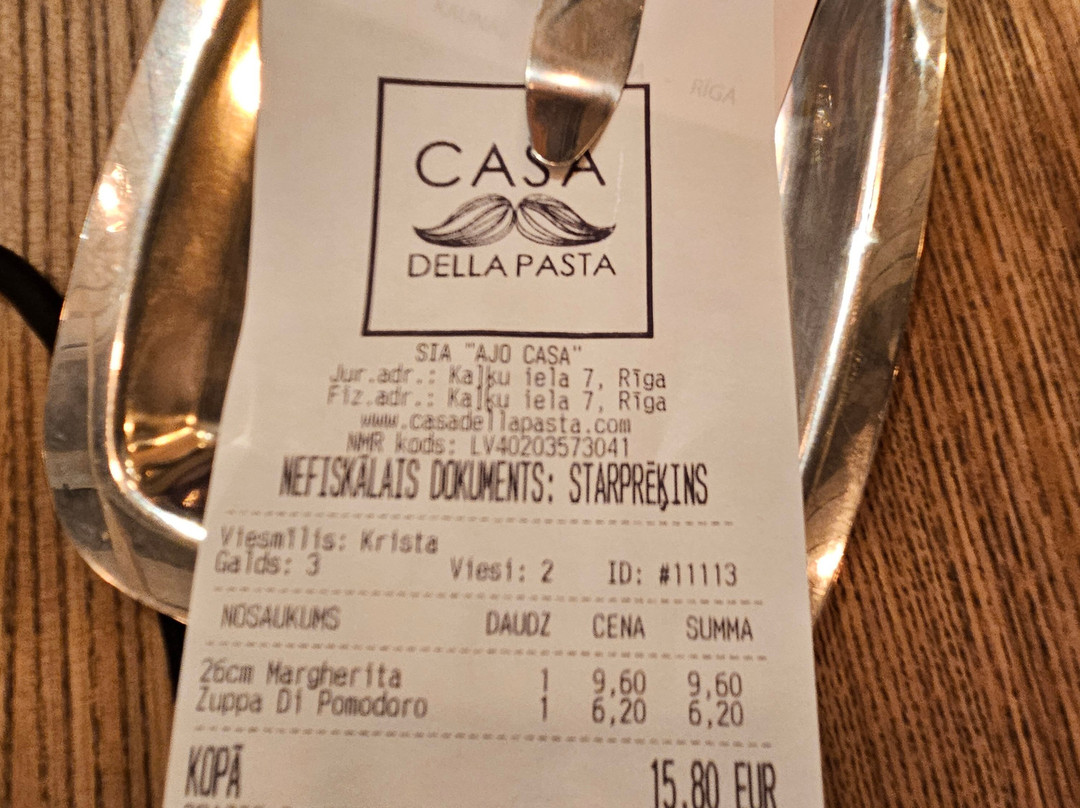 RĪGA
CASA
DELLA PASTA
SIA "AJO CASA"
Jur.adr.: Kaļķu iela 7, Rīga
Fiz.adr.: Kaļķu iela 7, Rīga
www.casadellapasta.com
NMR kods: LV40203573041
NEFISKĀLAIS DOKUMENTS: STARPRĒĶINS
Viesmīlis: Krista
Galds: 3 Viesi: 2 ID: #11113
NOSAUKUMS DAUDZ CENA SUMMA
26cm Margherita 1 9,60 9,60
Zuppa Di Pomodoro 1 6,20 6,20
KOPĀ 15,80 EUR